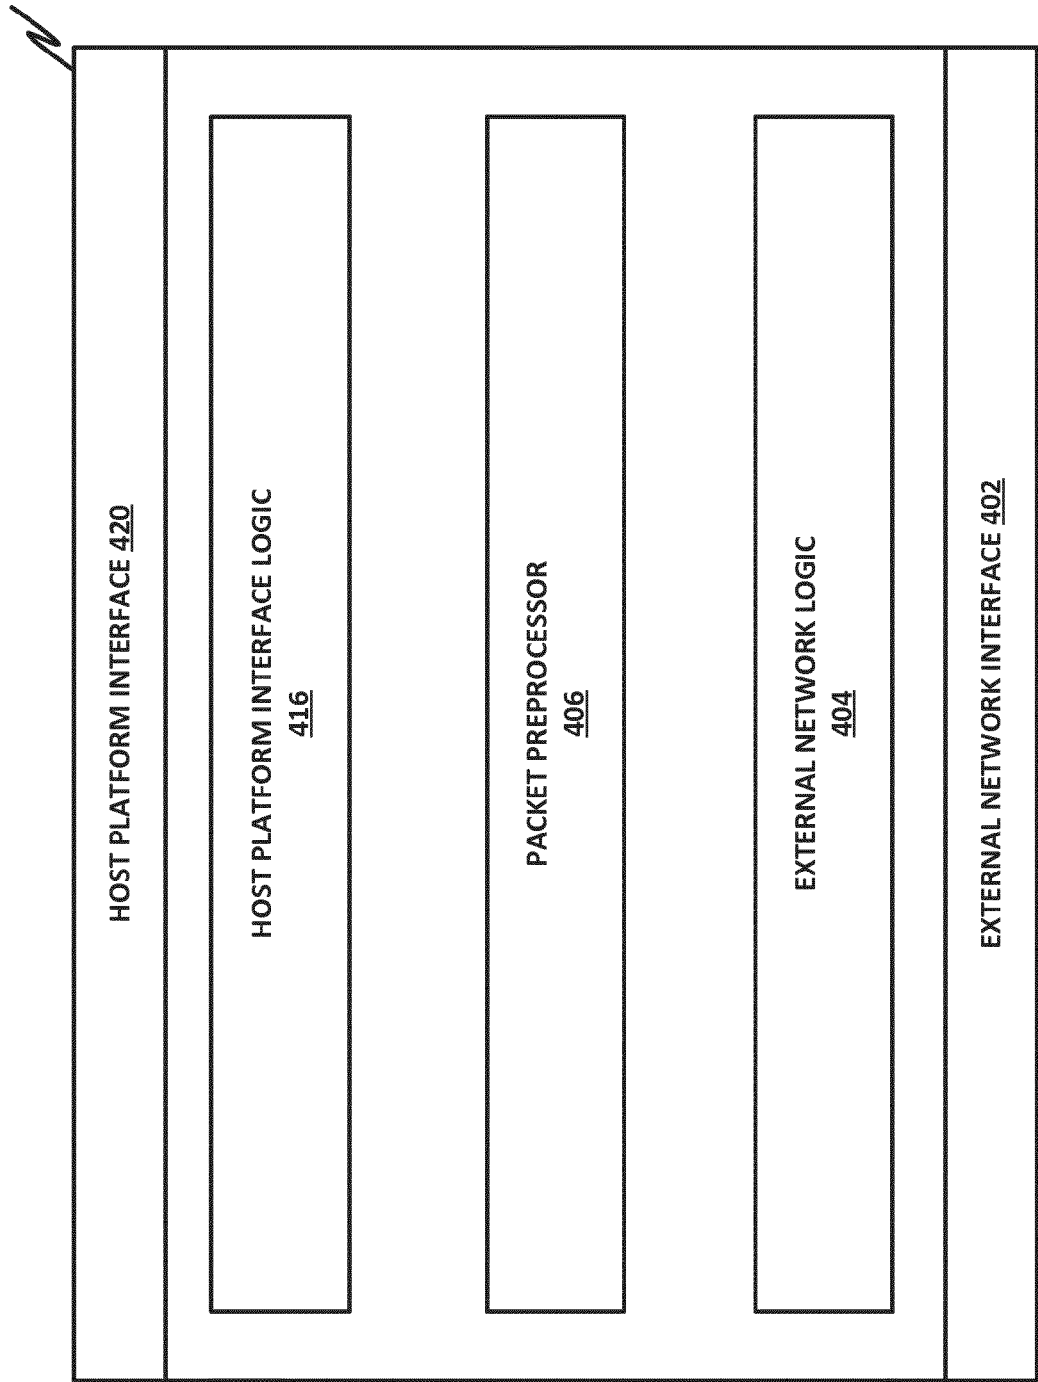 HOST PLATFORM INTERFACE 420
HOST PLATFORM INTERFACE LOGIC
416
PACKET PREPROCESSOR
406
EXTERNAL NETWORK LOGIC
404
EXTERNAL NETWORK INTERFACE 402